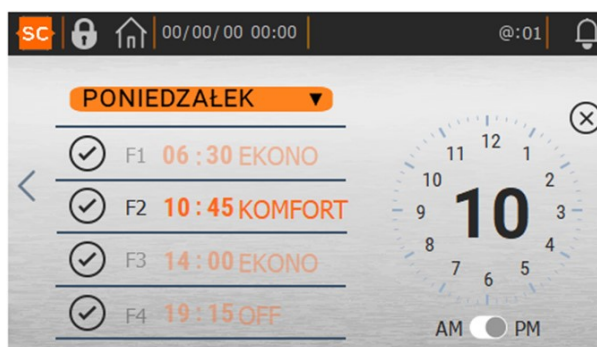 SC 00/00/00 00:00 @:01
PONIEDZAŁEK
F1 06:30 EKONO
F2 10:45 KOMFORT
F3 14:00 EKONO
F4 19:15 OFF
12
11 1
10 2
9 10 3
8 4
7 5
6
AM PM